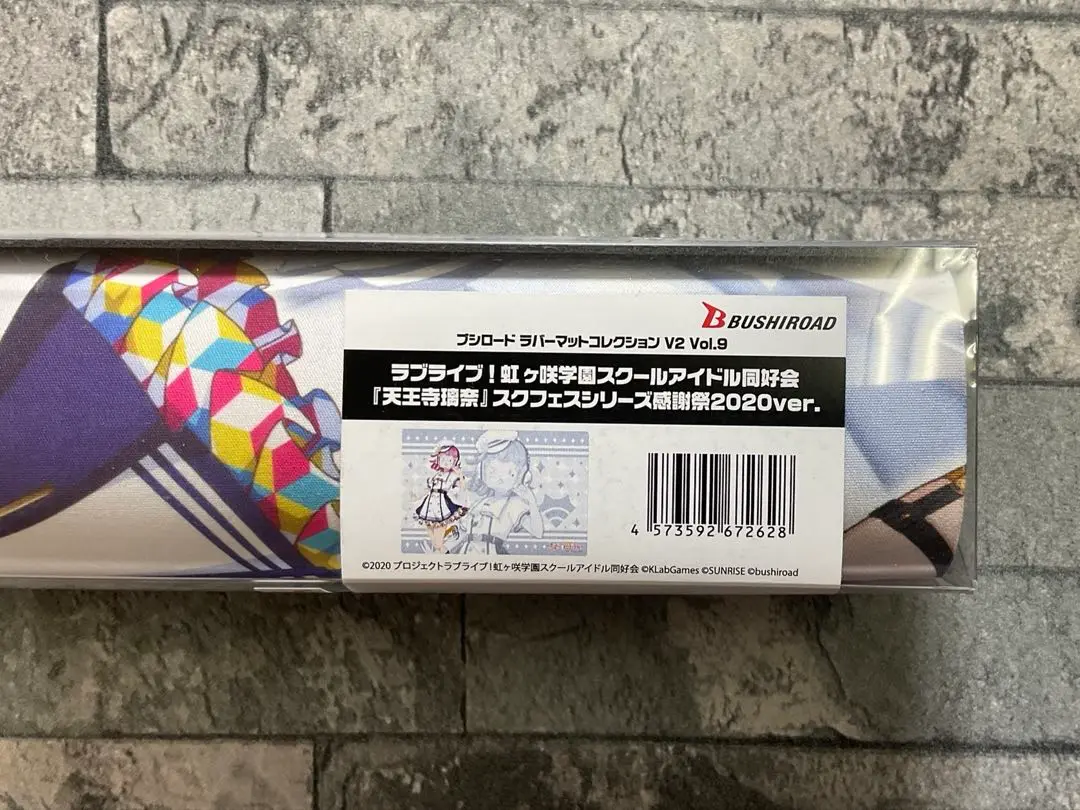 BUSHIROAD
ブシロード ラバーマットコレクション V2 Vol.9
ラブライブ！虹ヶ咲学園スクールアイドル同好会
『天王寺璃奈』スクフェスシリーズ感謝祭2020ver.
4 573592 672628
©2020 プロジェクトラブライブ！虹ヶ咲学園スクールアイドル同好会 ©KLabGames ©SUNRISE ©bushiroad